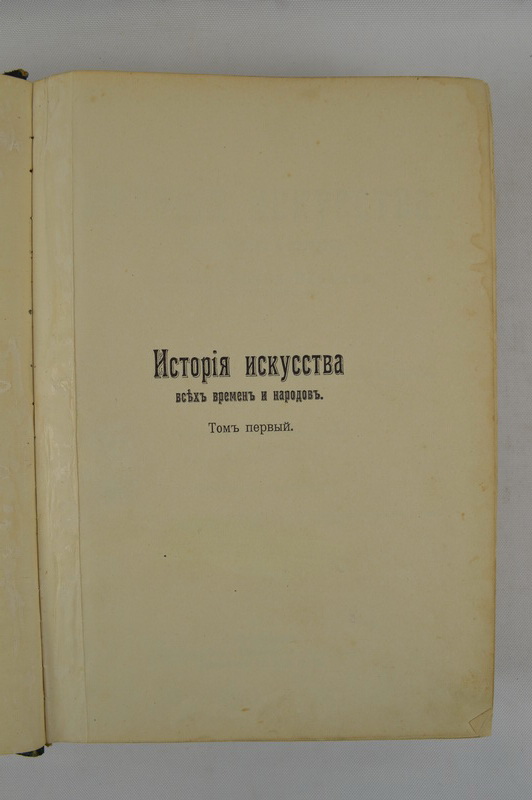 Исторія искусства
всѣхъ временъ и народовъ.
Томъ первый.